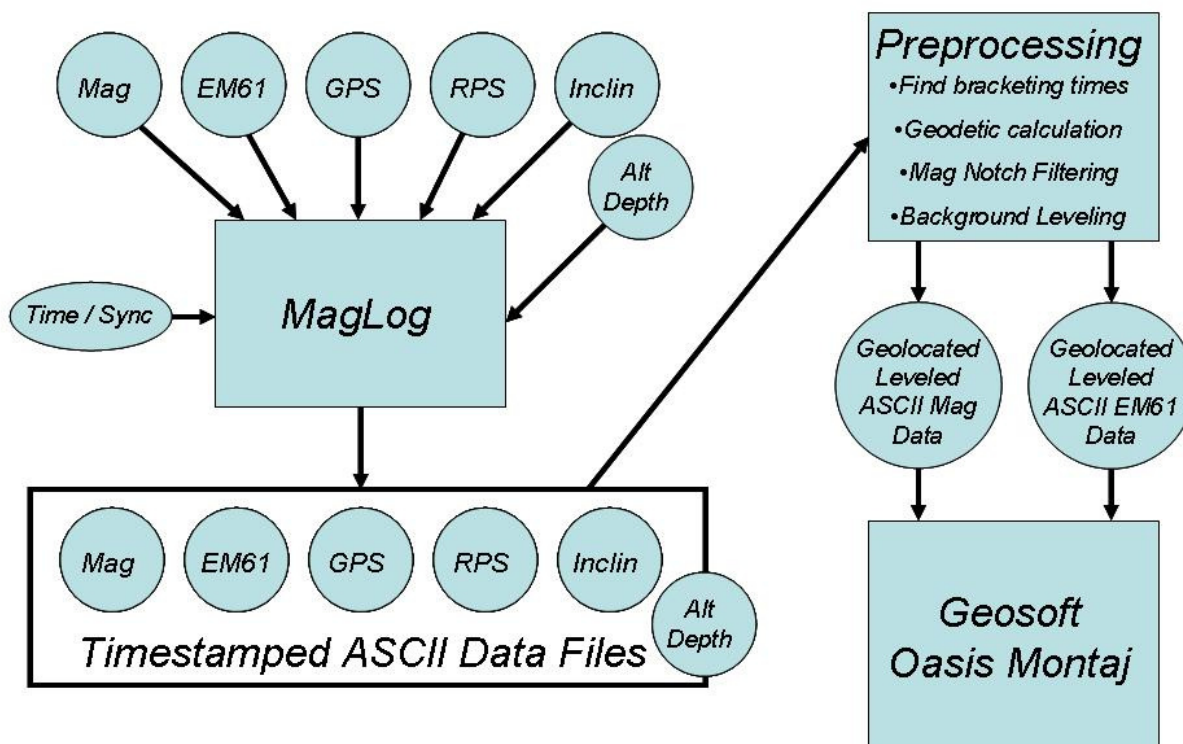 Mag
EM61
GPS
RPS
Inclin
Alt
Depth
Time / Sync
MagLog
Mag
EM61
GPS
RPS
Inclin
Alt
Depth
Timestamped ASCII Data Files
Preprocessing
•Find bracketing times
•Geodetic calculation
•Mag Notch Filtering
•Background Leveling
Geolocated
Leveled
ASCII Mag
Data
Geolocated
Leveled
ASCII EM61
Data
Geosoft
Oasis Montaj